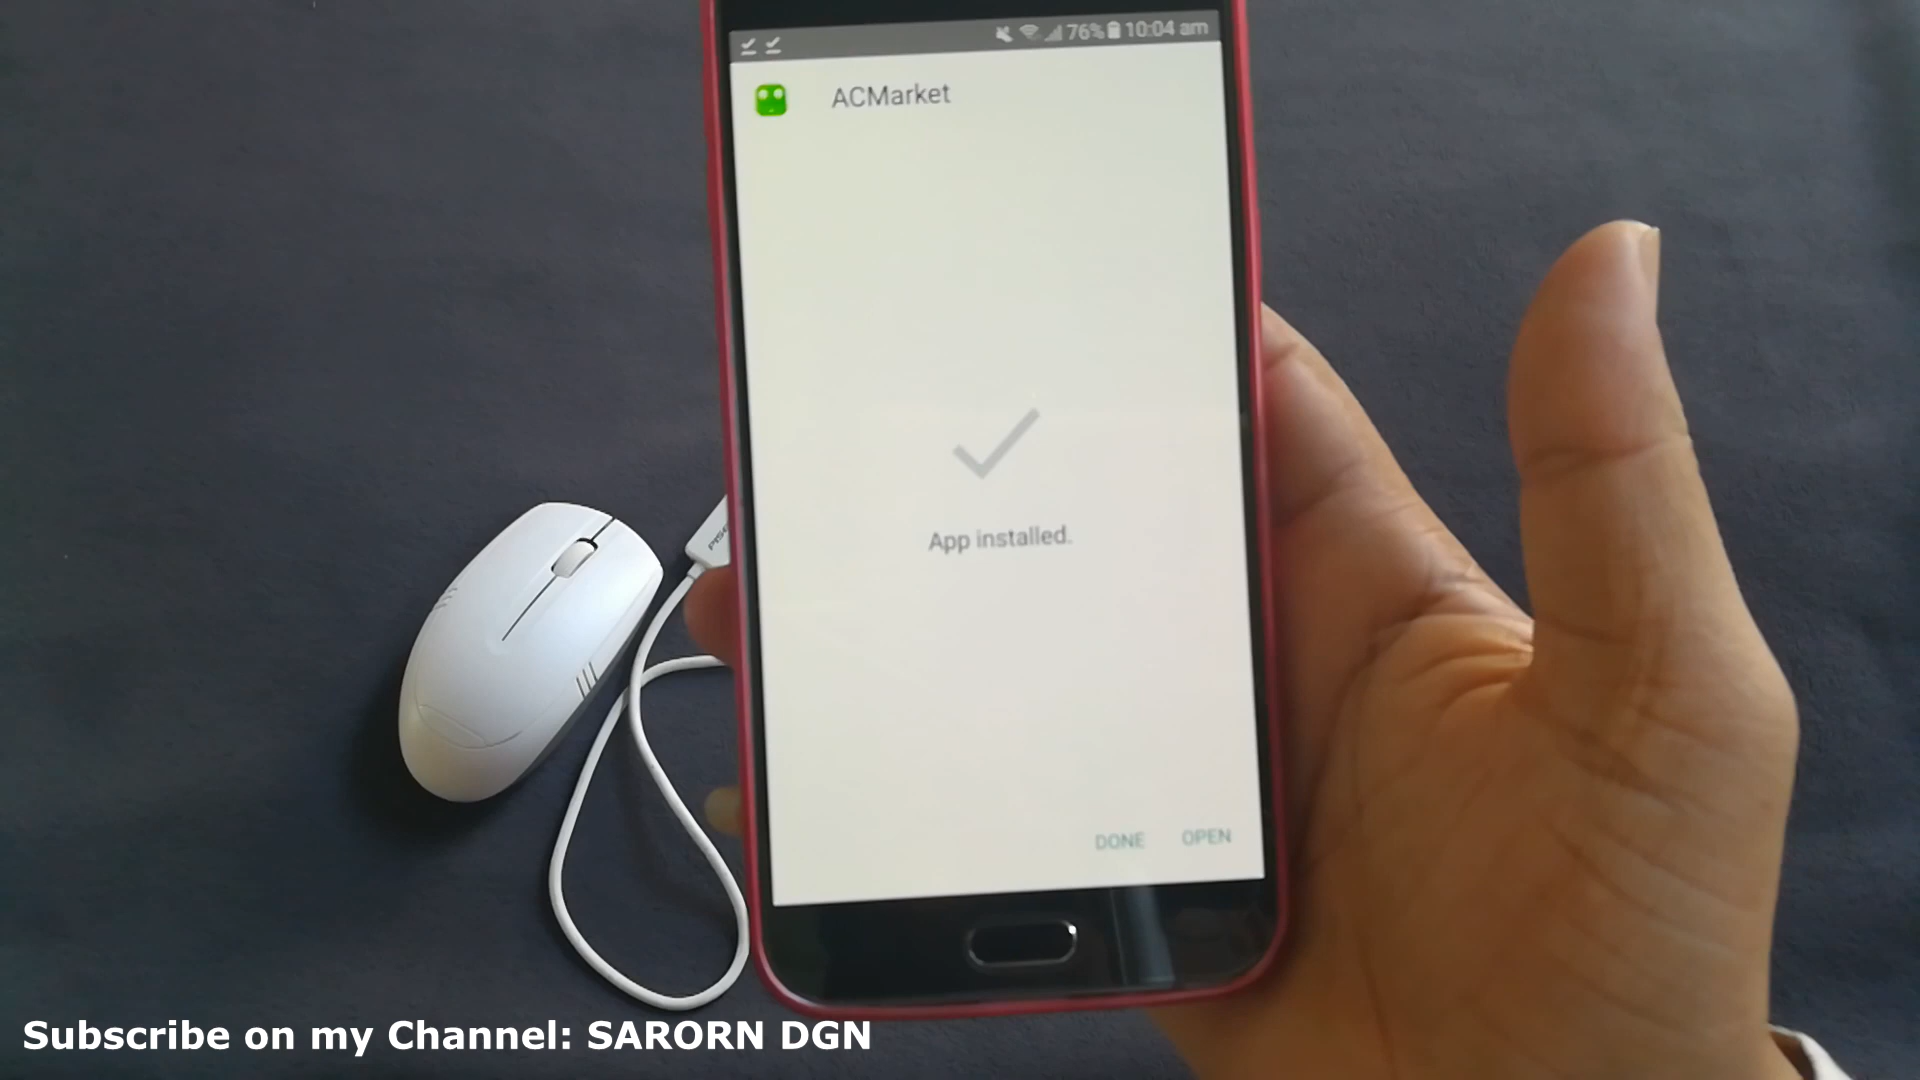 76% 10:04 am
ACMarket
App installed.
DONE OPEN
Subscribe on my Channel: SARORN DGN